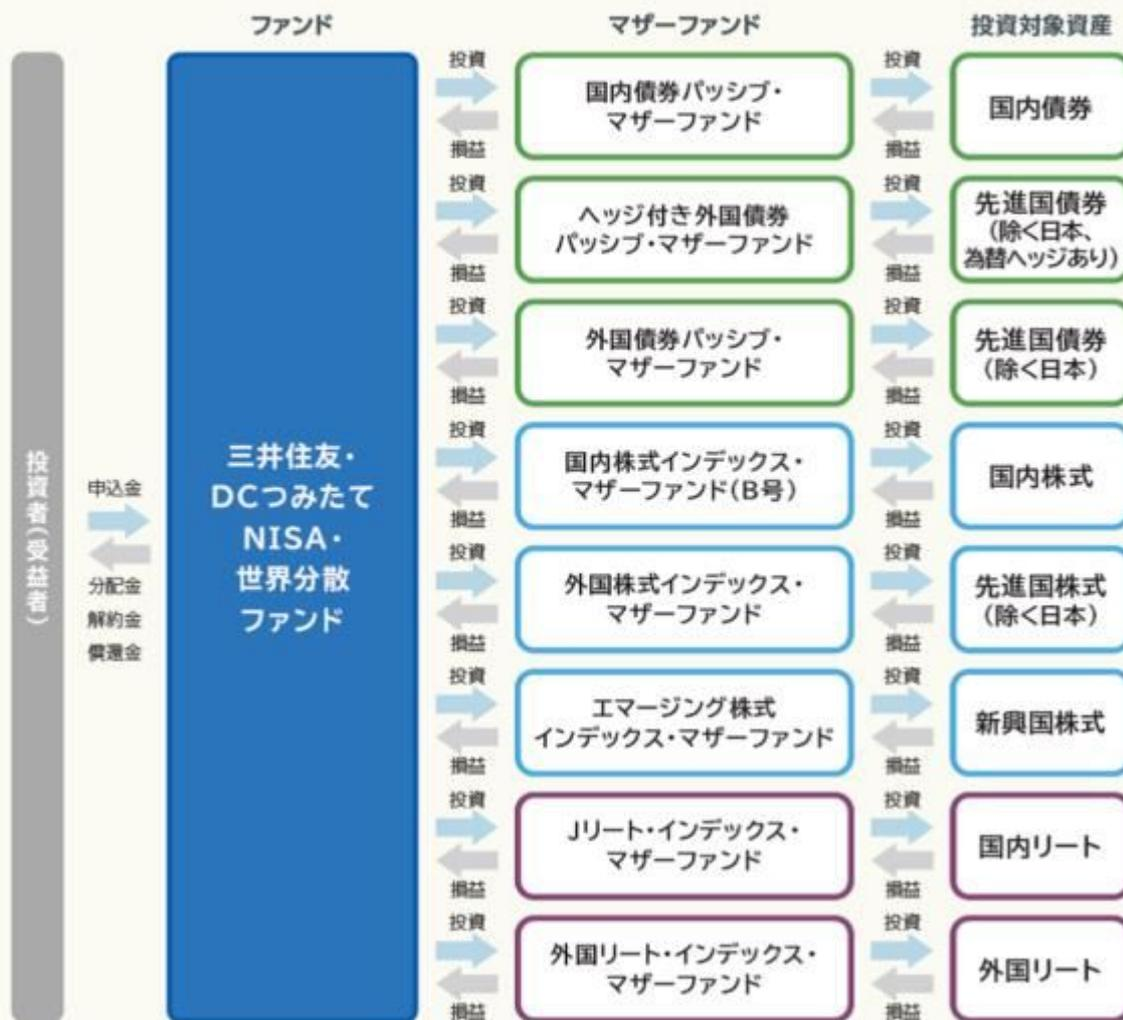 ファンド
マザーファンド
投資対象資産
投資者(受益者)
申込金
分配金
解約金
償還金
三井住友・
DCつみたて
NISA・
世界分散
ファンド
投資
損益
国内債券パッシブ・
マザーファンド
投資
損益
国内債券
投資
損益
ヘッジ付き外国債券
パッシブ・マザーファンド
投資
損益
先進国債券
(除く日本、
為替ヘッジあり)
投資
損益
外国債券パッシブ・
マザーファンド
投資
損益
先進国債券
(除く日本)
投資
損益
国内株式インデックス・
マザーファンド(B号)
投資
損益
国内株式
投資
損益
外国株式インデックス・
マザーファンド
投資
損益
先進国株式
(除く日本)
投資
損益
エマージング株式
インデックス・マザーファンド
投資
損益
新興国株式
投資
損益
Jリート・インデックス・
マザーファンド
投資
損益
国内リート
投資
損益
外国リート・インデックス・
マザーファンド
投資
損益
外国リート